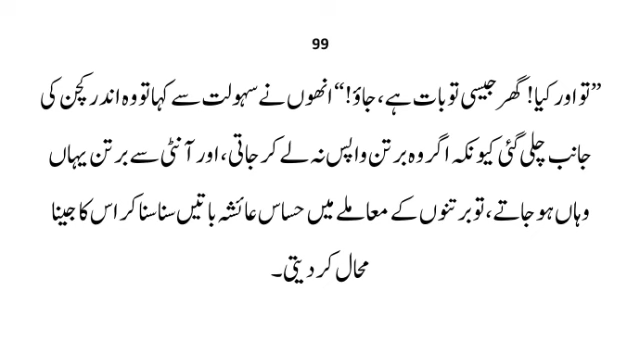 99
”تو اور کیا! گھر جیسی تو بات ہے، جاؤ!“ انھوں نے سہولت سے کہا تو وہ اندر کچن کی
جانب چلی گئی کیونکہ اگر وہ برتن واپس نہ لے کر جاتی، اور آنٹی سے برتن یہاں
وہاں ہو جاتے، تو برتنوں کے معاملے میں حساس عائشہ باتیں سنا سنا کر اس کا جینا
محال کر دیتی۔